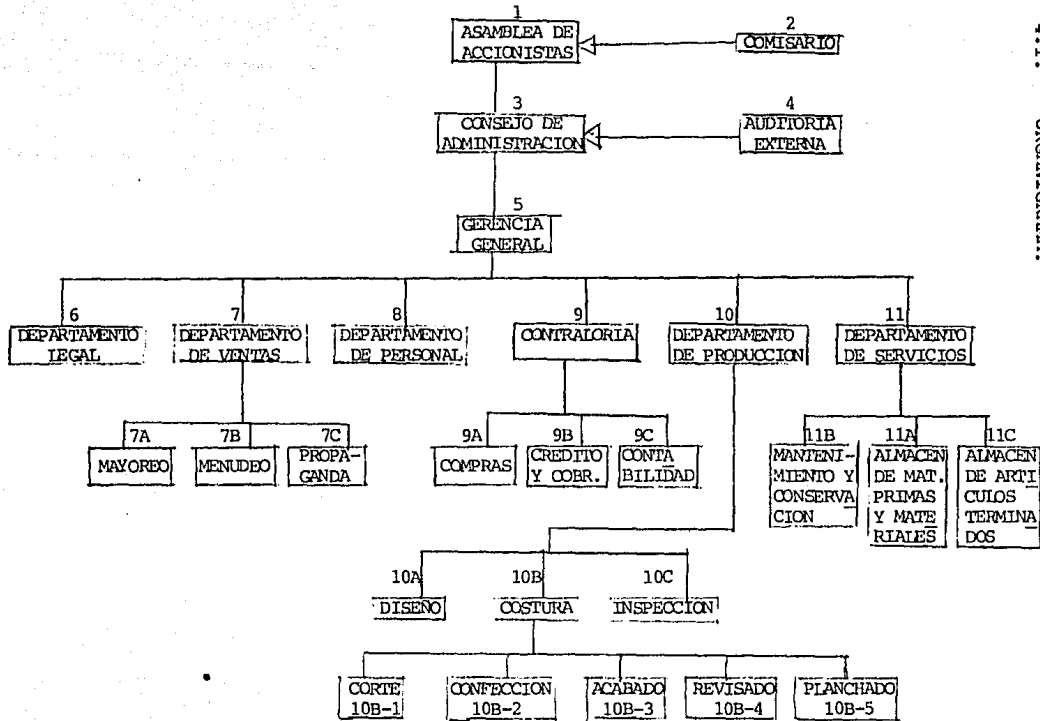 1
ASAMBLEA DE
ACCIONISTAS
2
COMISARIO
3
CONSEJO DE
ADMINISTRACION
4
AUDITORIA
EXTERNA
5
GERENCIA
GENERAL
6
DEPARTAMENTO
LEGAL
7
DEPARTAMENTO
DE VENTAS
8
DEPARTAMENTO
DE PERSONAL
9
CONTRALORIA
10
DEPARTAMENTO
DE PRODUCCION
11
DEPARTAMENTO
DE SERVICIOS
7A
MAYOREO
7B
MENUDEO
7C
PROPA-
GANDA
9A
COMPRAS
9B
CREDITO
Y COBR.
9C
CONTA
BILIDAD
11B
MANTENI-
MIENTO Y
CONSERVA
CION
11A
ALMACEN
DE MAT.
PRIMAS
Y MATE
RIALES
11C
ALMACEN
DE ARTI
CULOS
TERMINA
DOS
10A
DISEÑO
10B
COSTURA
10C
INSPECCION
CORTE
10B-1
CONFECCION
10B-2
ACABADO
10B-3
REVISADO
10B-4
PLANCHADO
10B-5